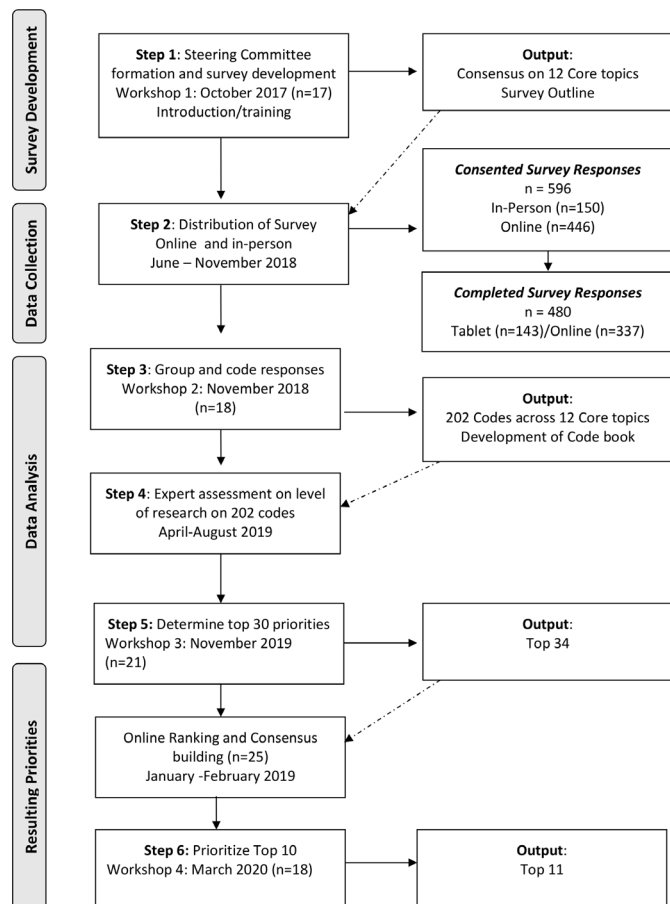 Survey Development
Step 1: Steering Committee
formation and survey development
Workshop 1: October 2017 (n=17)
Introduction/training
Output:
Consensus on 12 Core topics
Survey Outline
Data Collection
Step 2: Distribution of Survey
Online and in-person
June – November 2018
Consented Survey Responses
n = 596
In-Person (n=150)
Online (n=446)
Completed Survey Responses
n = 480
Tablet (n=143)/Online (n=337)
Data Analysis
Step 3: Group and code responses
Workshop 2: November 2018
(n=18)
Output:
202 Codes across 12 Core topics
Development of Code book
Step 4: Expert assessment on level
of research on 202 codes
April-August 2019
Step 5: Determine top 30 priorities
Workshop 3: November 2019
(n=21)
Output:
Top 34
Resulting Priorities
Online Ranking and Consensus
building (n=25)
January -February 2019
Step 6: Prioritize Top 10
Workshop 4: March 2020 (n=18)
Output:
Top 11